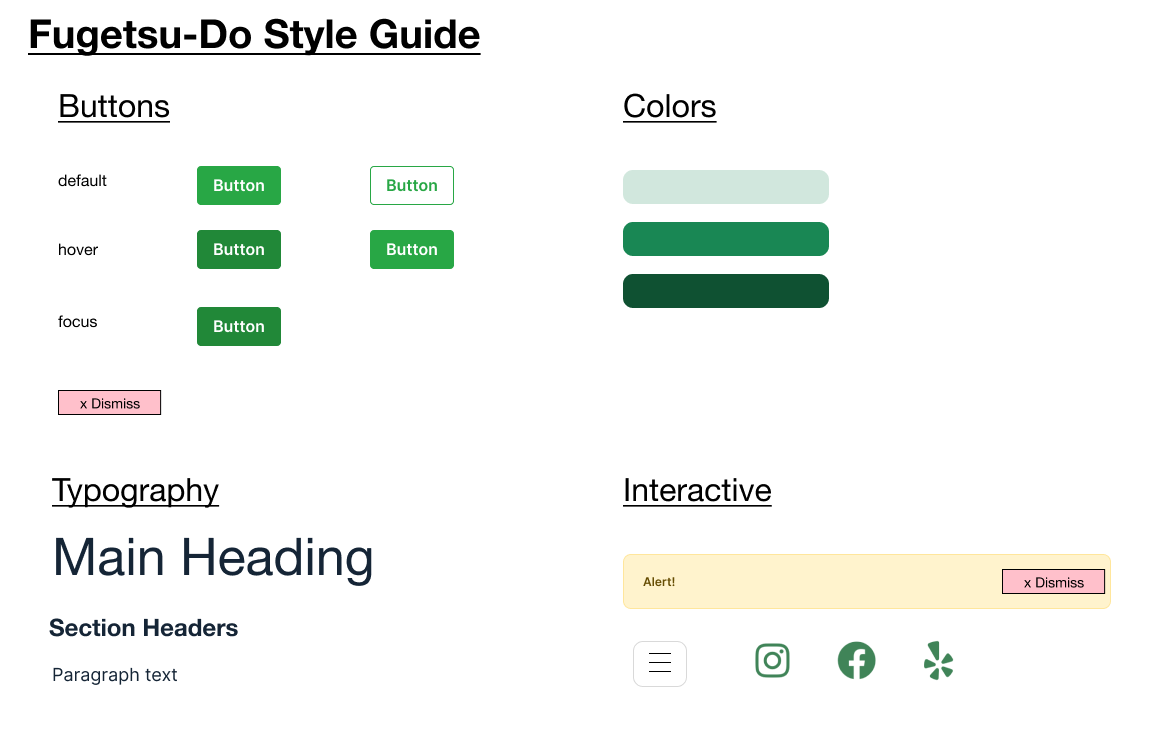 Fugetsu-Do Style Guide
Buttons
default
Button
Button
hover
Button
Button
focus
Button
x Dismiss
Colors
Typography
Main Heading
Section Headers
Paragraph text
Interactive
Alert!
x Dismiss